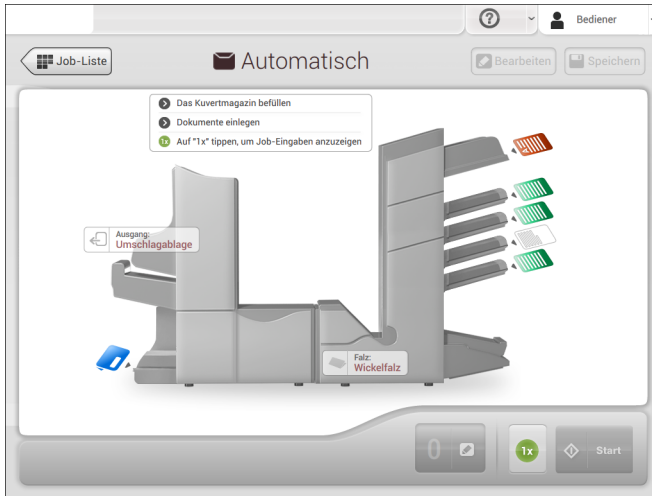 ?
Bediener
Job-Liste
Automatisch
Bearbeiten
Speichern
Das Kuvertmagazin befüllen
Dokumente einlegen
1x Auf "1x" tippen, um Job-Eingaben anzuzeigen
Ausgang:
Umschlagablage
Falz:
Wickelfalz
0
1x
Start